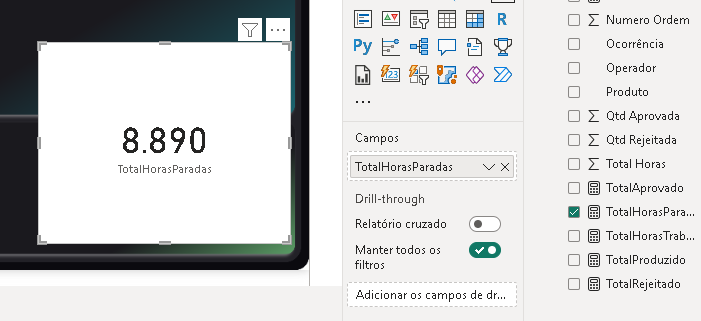 8.890
TotalHorasParadas
R
Py
123
...
Campos
TotalHorasParadas
Drill-through
Relatório cruzado
Manter todos os
filtros
Adicionar os campos de dr...
Numero Ordem
Ocorrência
Operador
Produto
Qtd Aprovada
Qtd Rejeitada
Total Horas
TotalAprovado
TotalHorasPara...
TotalHorasTrab...
TotalProduzido
TotalRejeitado